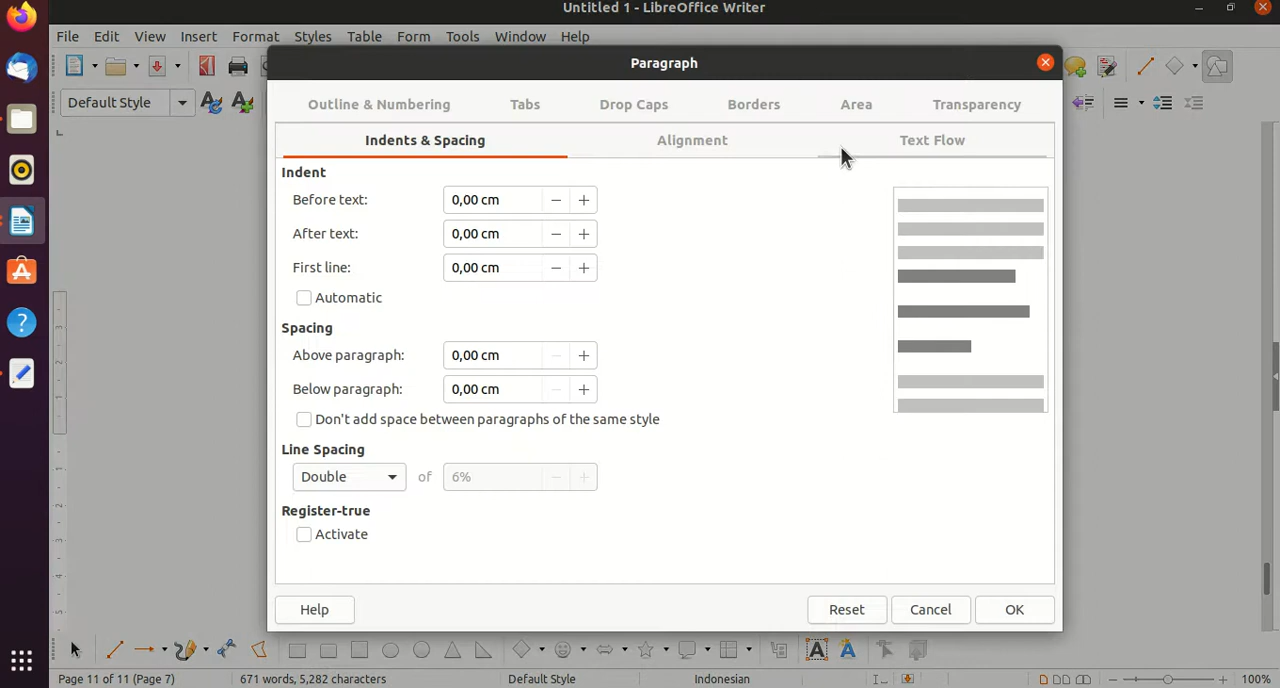 Untitled 1 - LibreOffice Writer
File Edit View Insert Format Styles Table Form Tools Window Help
Default Style
Paragraph
Outline & Numbering Tabs Drop Caps Borders Area Transparency
Indents & Spacing Alignment Text Flow
Indent
Before text: 0,00 cm
After text: 0,00 cm
First line: 0,00 cm
Automatic
Spacing
Above paragraph: 0,00 cm
Below paragraph: 0,00 cm
Don't add space between paragraphs of the same style
Line Spacing
Double of 6%
Register-true
Activate
Help Reset Cancel OK
Page 11 of 11 (Page 7) 671 words, 5,282 characters Default Style Indonesian 100%